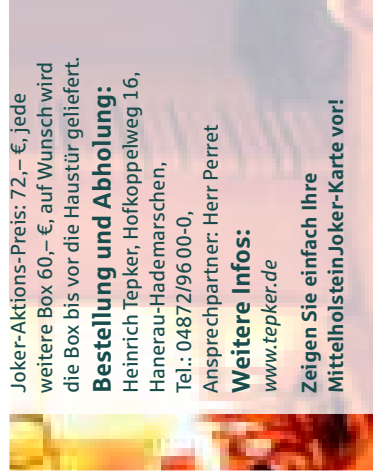 Joker-Aktions-Preis: 72,– €, jede
weitere Box 60,– €, auf Wunsch wird
die Box bis vor die Haustür geliefert.
Bestellung und Abholung:
Heinrich Tepker, Hofkoppelweg 16,
Hanerau-Hademarschen,
Tel.: 04872/96 00-0,
Ansprechpartner: Herr Perret
Weitere Infos:
www.tepker.de
Zeigen Sie einfach Ihre
MittelholsteinJoker-Karte vor!